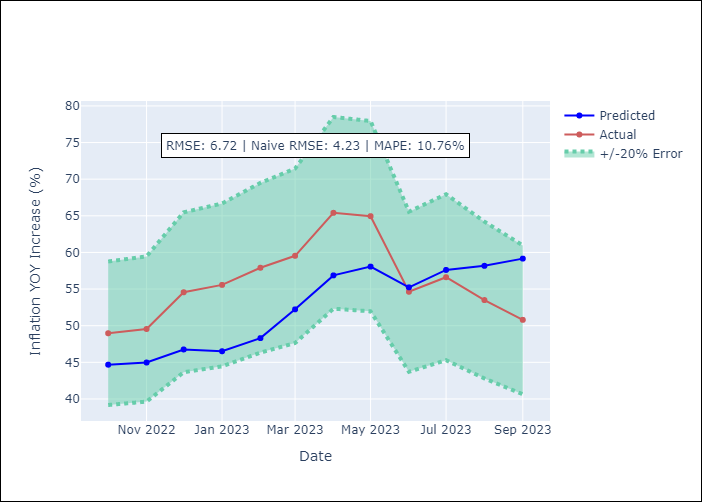 80
75
70
65
60
55
50
45
40
Inflation YOY Increase (%)
RMSE: 6.72 | Naive RMSE: 4.23 | MAPE: 10.76%
Predicted
Actual
+/-20% Error
Nov 2022 Jan 2023 Mar 2023 May 2023 Jul 2023 Sep 2023
Date